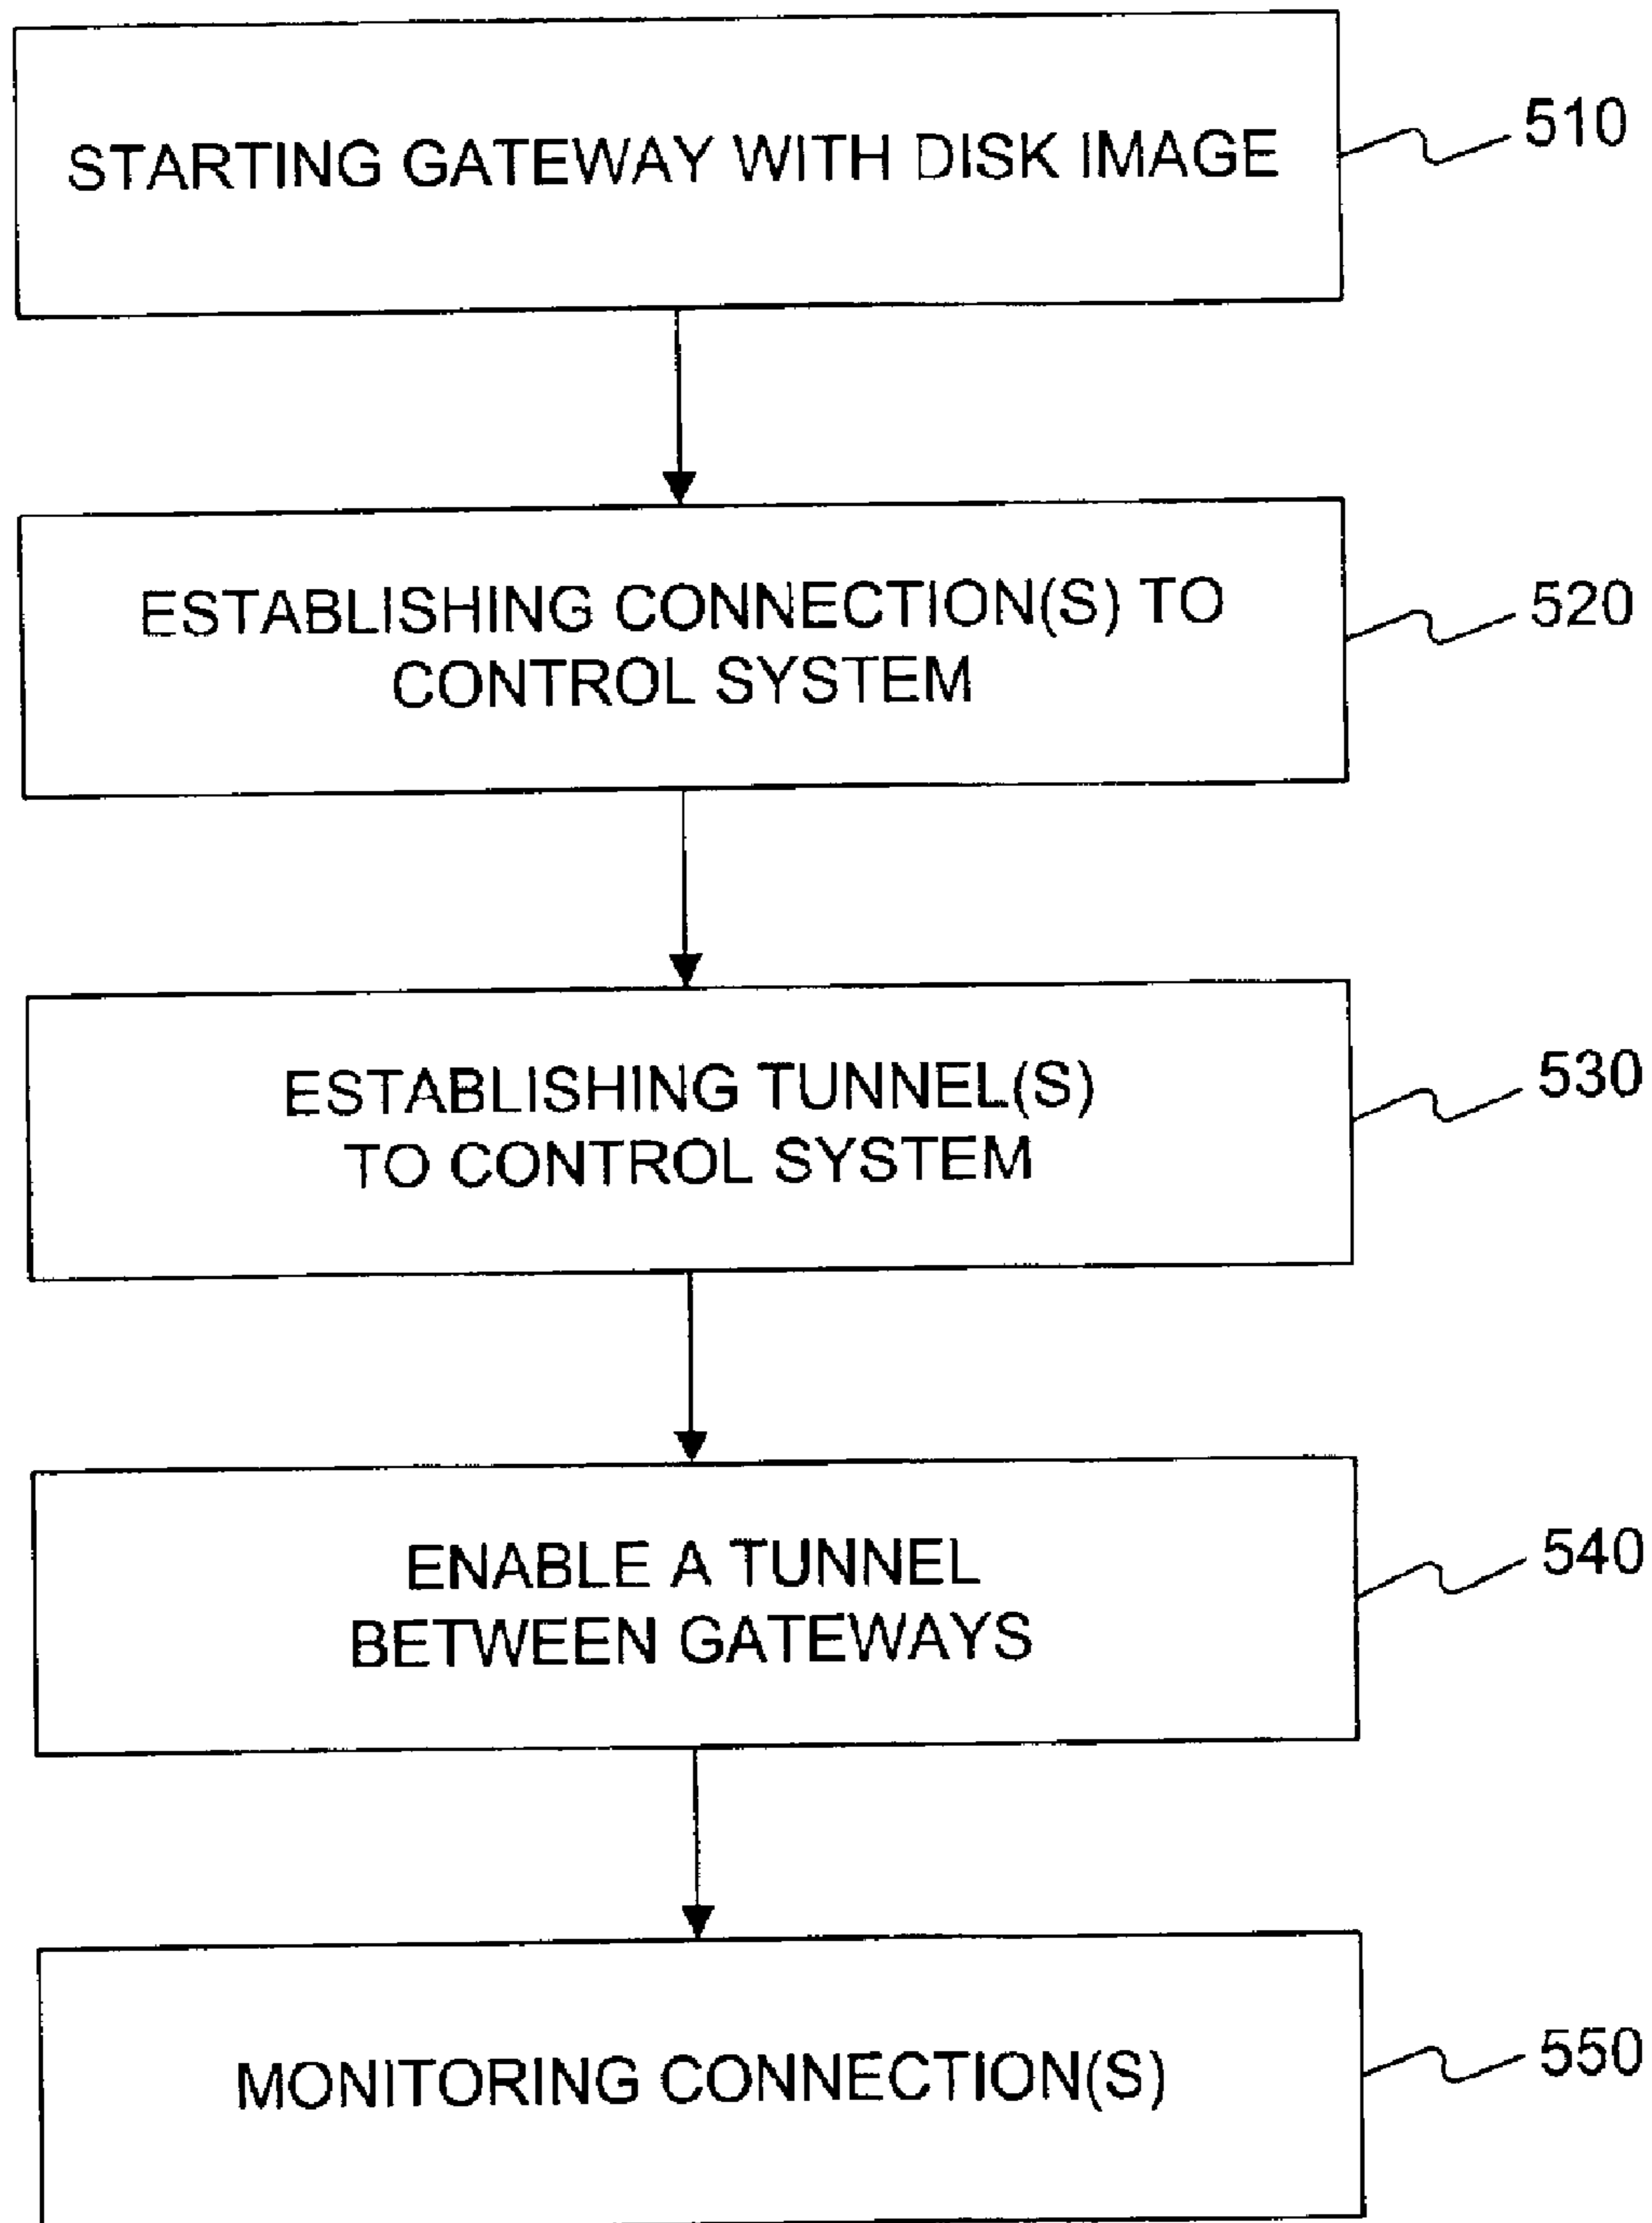 STARTING GATEWAY WITH DISK IMAGE
510
ESTABLISHING CONNECTION(S) TO
CONTROL SYSTEM
520
ESTABLISHING TUNNEL(S)
TO CONTROL SYSTEM
530
ENABLE A TUNNEL
BETWEEN GATEWAYS
540
MONITORING CONNECTION(S)
550